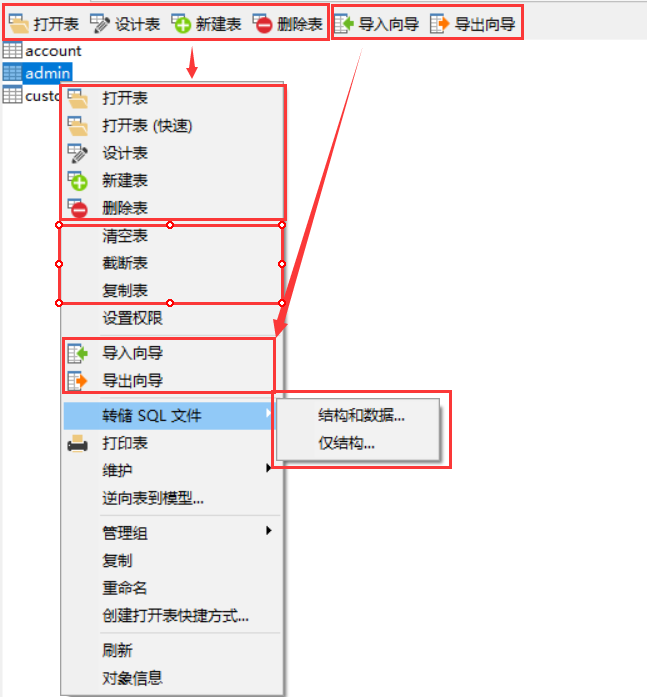 打开表 设计表 新建表 删除表 导入向导 导出向导
account
admin
custo
打开表
打开表 (快速)
设计表
新建表
删除表
清空表
截断表
复制表
设置权限
导入向导
导出向导
转储 SQL 文件
结构和数据...
仅结构...
打印表
维护
逆向表到模型...
管理组
复制
重命名
创建打开表快捷方式...
刷新
对象信息